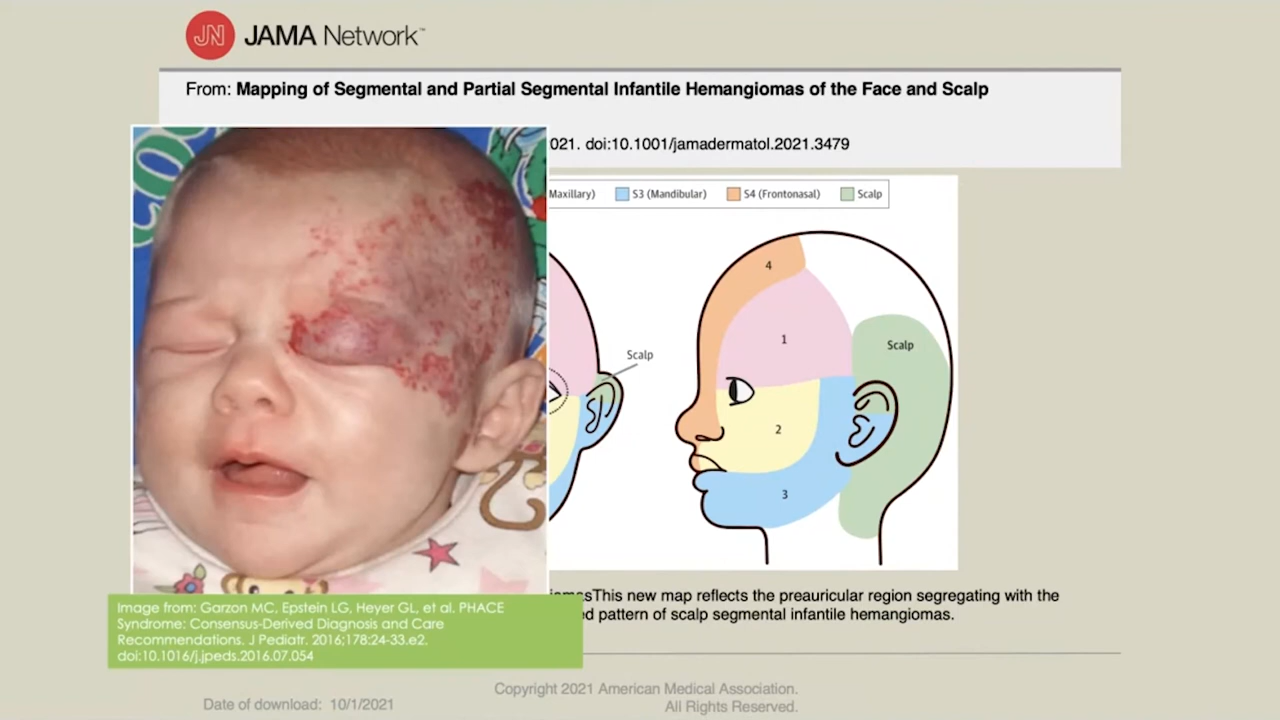 JN JAMA Network™
From: Mapping of Segmental and Partial Segmental Infantile Hemangiomas of the Face and Scalp
021. doi:10.1001/jamadermatol.2021.3479
Maxillary) S3 (Mandibular) S4 (Frontonasal) Scalp
4
1
Scalp
Scalp
2
3
This new map reflects the preauricular region segregating with the
pattern of scalp segmental infantile hemangiomas.
Image from: Garzon MC, Epstein LG, Heyer GL, et al. PHACE
Syndrome: Consensus-Derived Diagnosis and Care
Recommendations. J Pediatr. 2016;178:24-33.e2.
doi:10.1016/j.jpeds.2016.07.054
Copyright 2021 American Medical Association.
All Rights Reserved.
Date of download: 10/1/2021